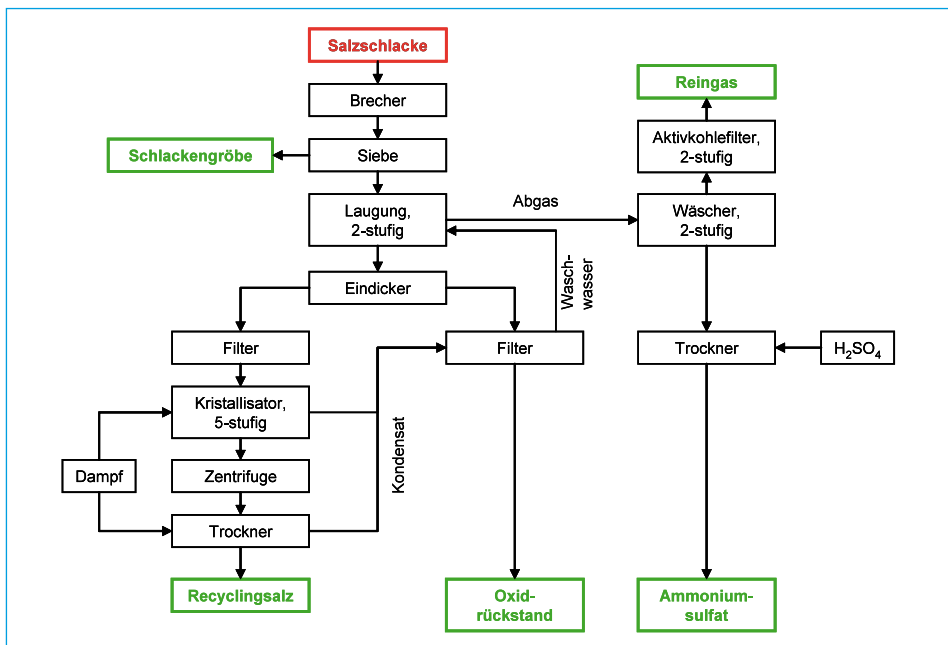 Salzschlacke
Brecher
Reingas
Schlackengröbe
Siebe
Aktivkohlefilter,
2-stufig
Laugung,
2-stufig
Abgas
Wäscher,
2-stufig
Wasch-
wasser
Eindicker
Filter
Filter
Trockner
H₂SO₄
Kristallisator,
5-stufig
Kondensat
Dampf
Zentrifuge
Trockner
Recyclingsalz
Oxid-
rückstand
Ammonium-
sulfat